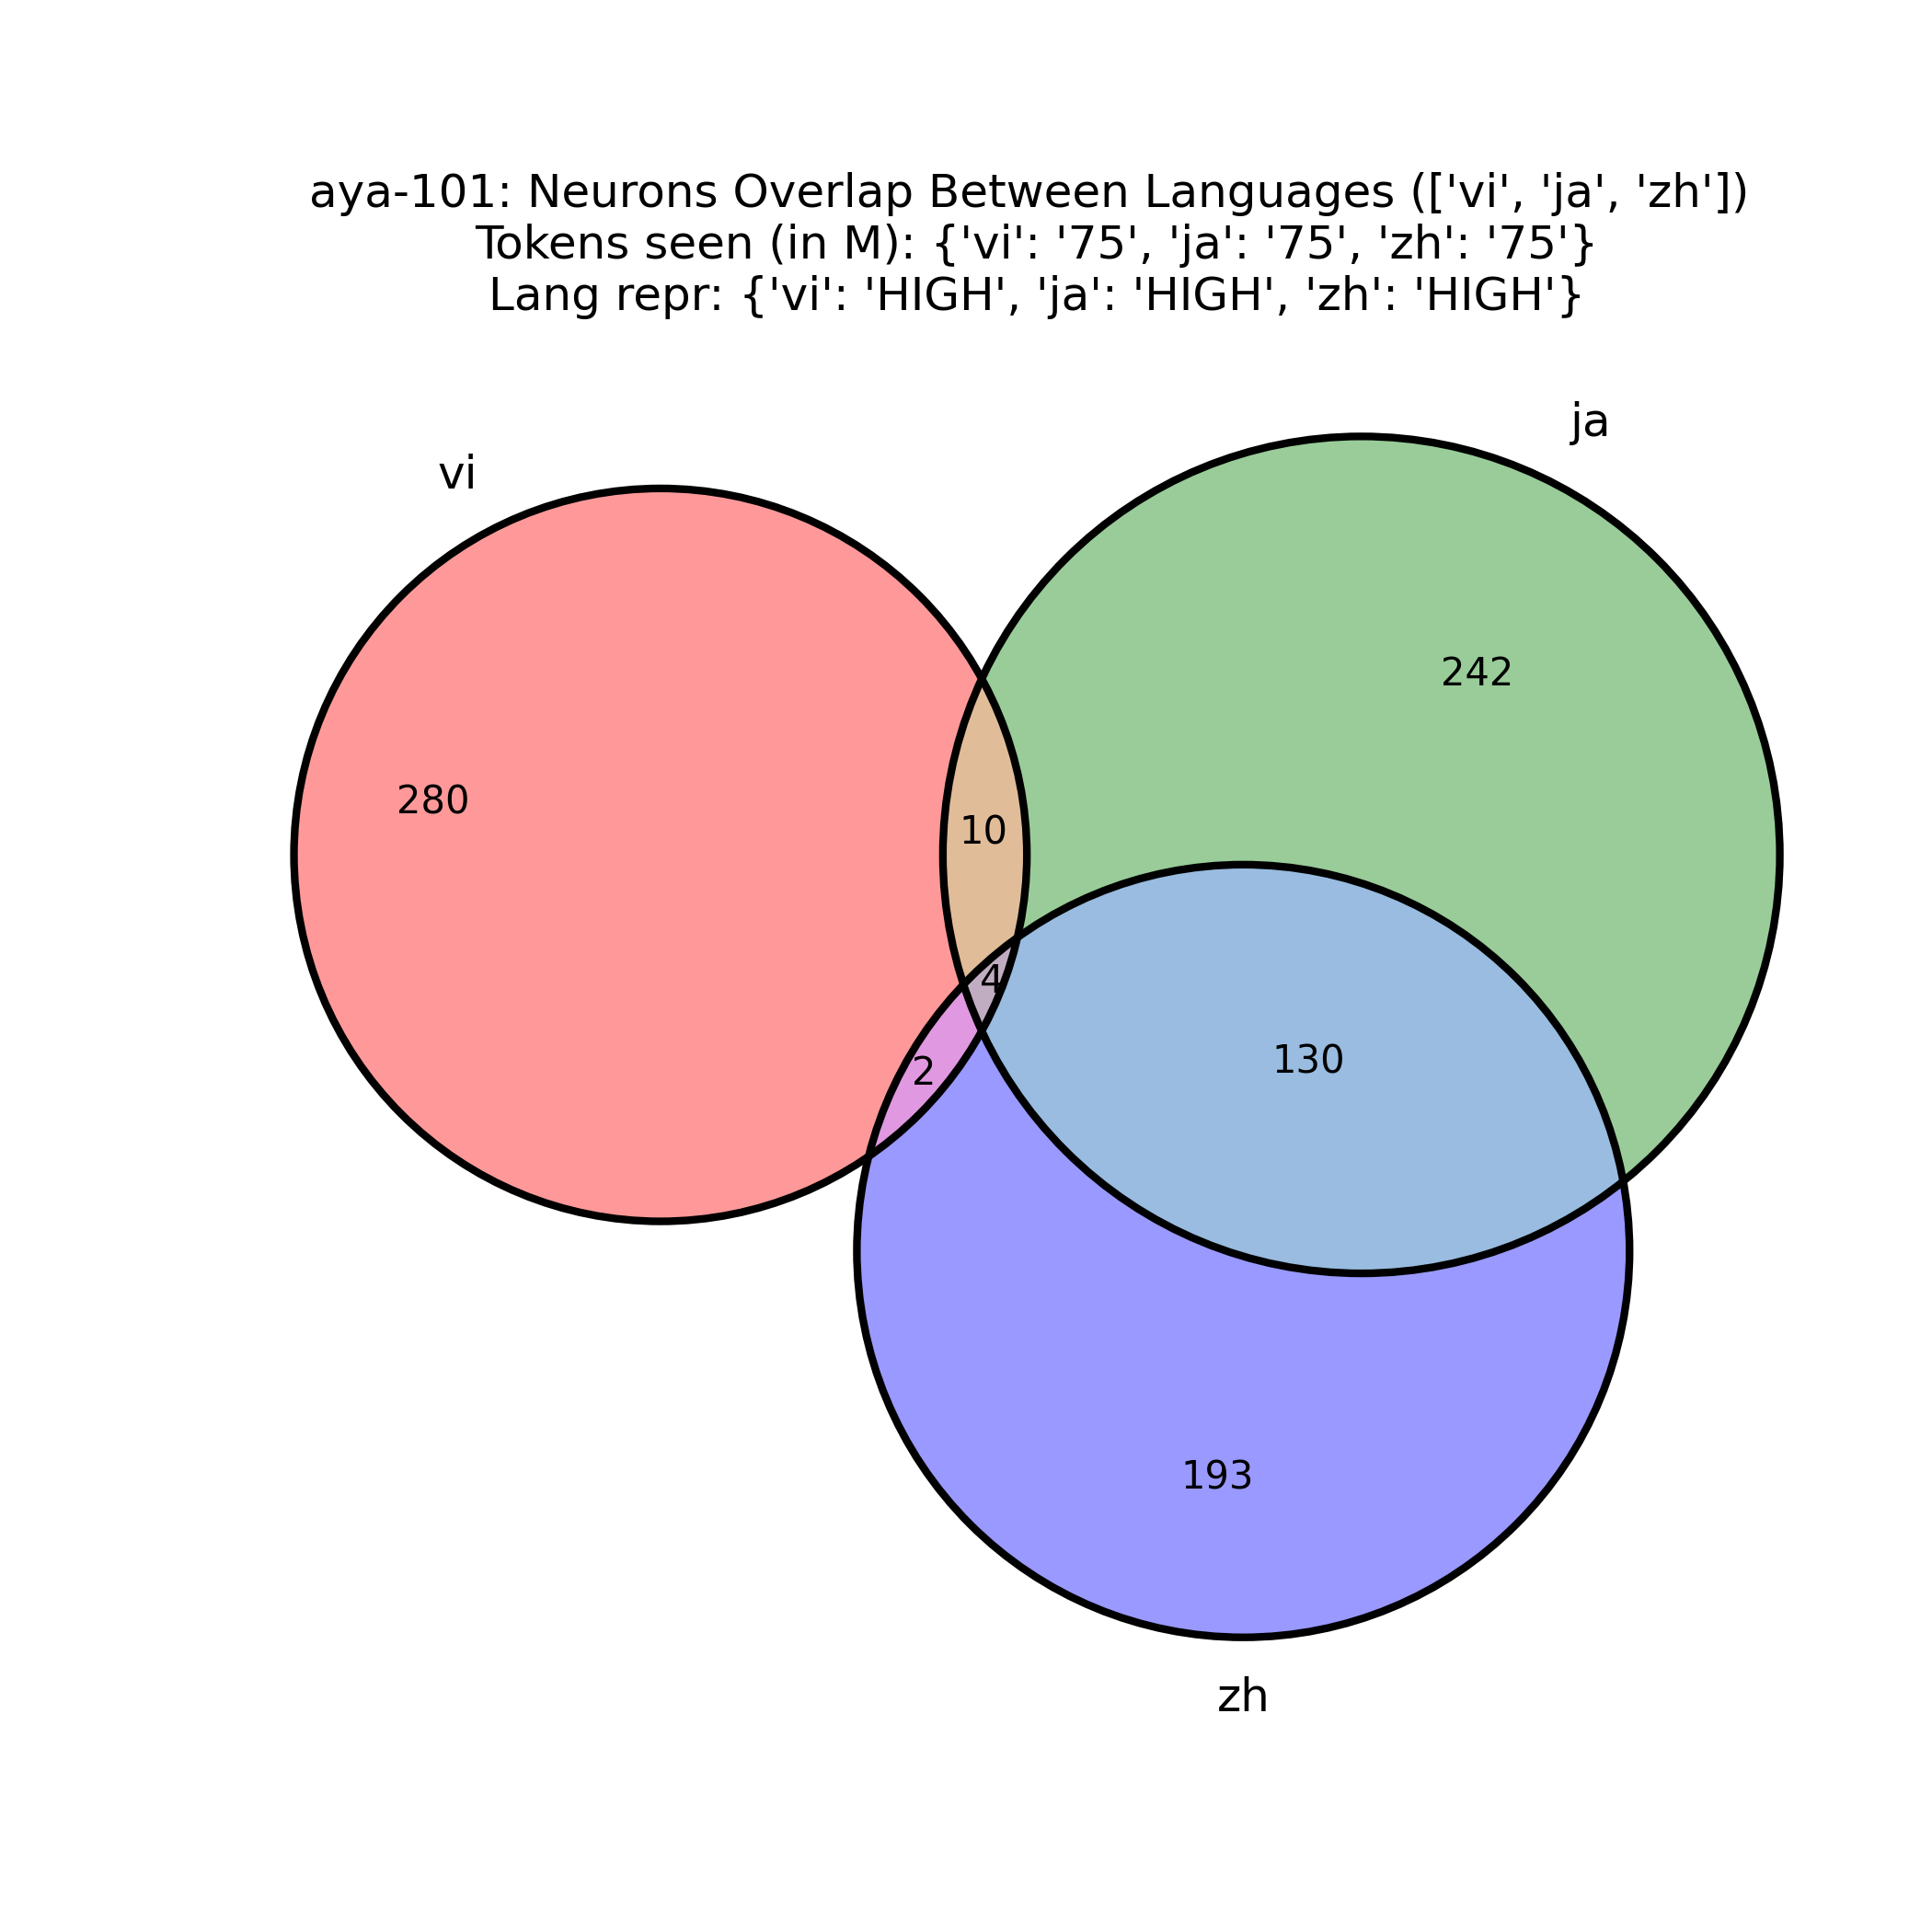 aya-101: Neurons Overlap Between Languages (['vi', 'ja', 'zh'])
Tokens seen (in M): {'vi': '75', 'ja': '75', 'zh': '75'}
Lang repr: {'vi': 'HIGH', 'ja': 'HIGH', 'zh': 'HIGH'}
ja
vi
242
280
10
4
130
2
193
zh